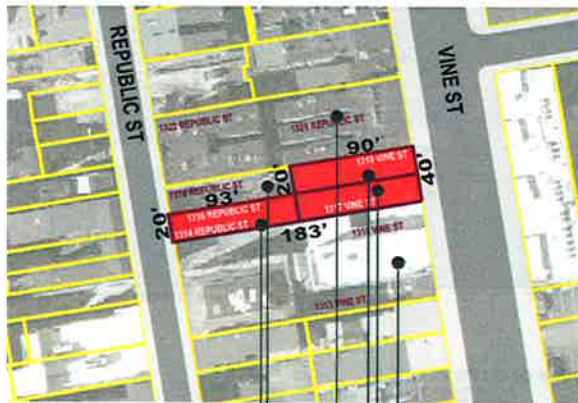 REPUBLIC ST
VINE ST
1322 REPUBLIC ST
1321 REPUBLIC ST
90'
1319 VINE ST
20'
40'
1318 REPUBLIC ST
93'
1316 REPUBLIC ST
1317 VINE ST
20'
1314 REPUBLIC ST
183'
1315 VINE ST
1313 VINE ST